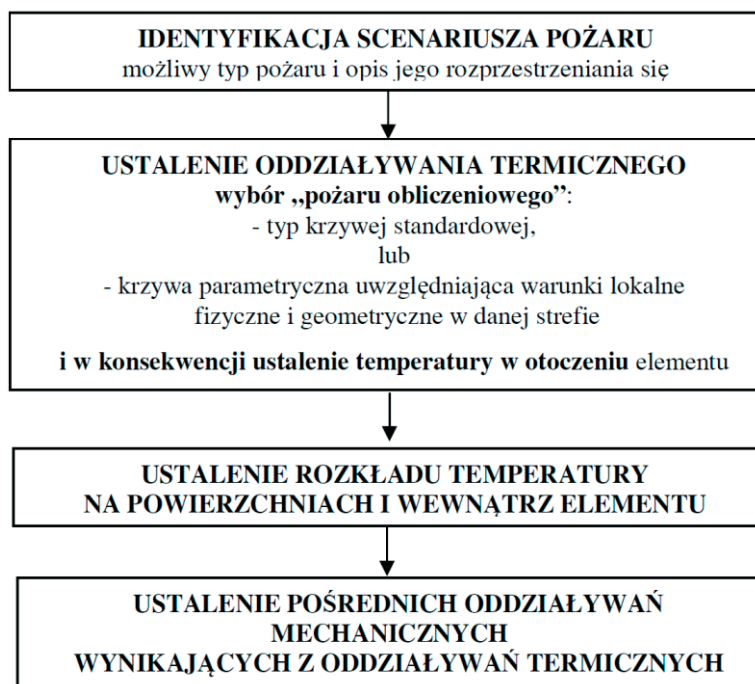 IDENTYFIKACJA SCENARIUSZA POŻARU
możliwy typ pożaru i opis jego rozprzestrzeniania się
USTALENIE ODDZIAŁYWANIA TERMICZNEGO
wybór „pożaru obliczeniowego”:
- typ krzywej standardowej,
lub
- krzywa parametryczna uwzględniająca warunki lokalne
fizyczne i geometryczne w danej strefie
i w konsekwencji ustalenie temperatury w otoczeniu elementu
USTALENIE ROZKŁADU TEMPERATURY
NA POWIERZCHNIACH I WEWNĄTRZ ELEMENTU
USTALENIE POŚREDNICH ODDZIAŁYWAŃ
MECHANICZNYCH
WYNIKAJĄCYCH Z ODDZIAŁYWAŃ TERMICZNYCH